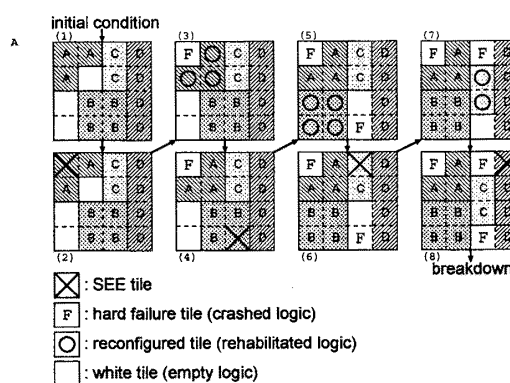 initial condition
A
(1) (3) (5) (7)
A A C D F C D F A C D F A F D
A C D C D A A C D A A D
B B D B B D D B B D
B B D B B D F D B B D
A C D F A C D F A D F A F
A C D A A C D A A C D A A C D
B B D B B D B B D B B C D
B B D B D B B F D B B F D
(2) (4) (6) (8)
breakdown
: SEE tile
F : hard failure tile (crashed logic)
: reconfigured tile (rehabilitated logic)
: white tile (empty logic)